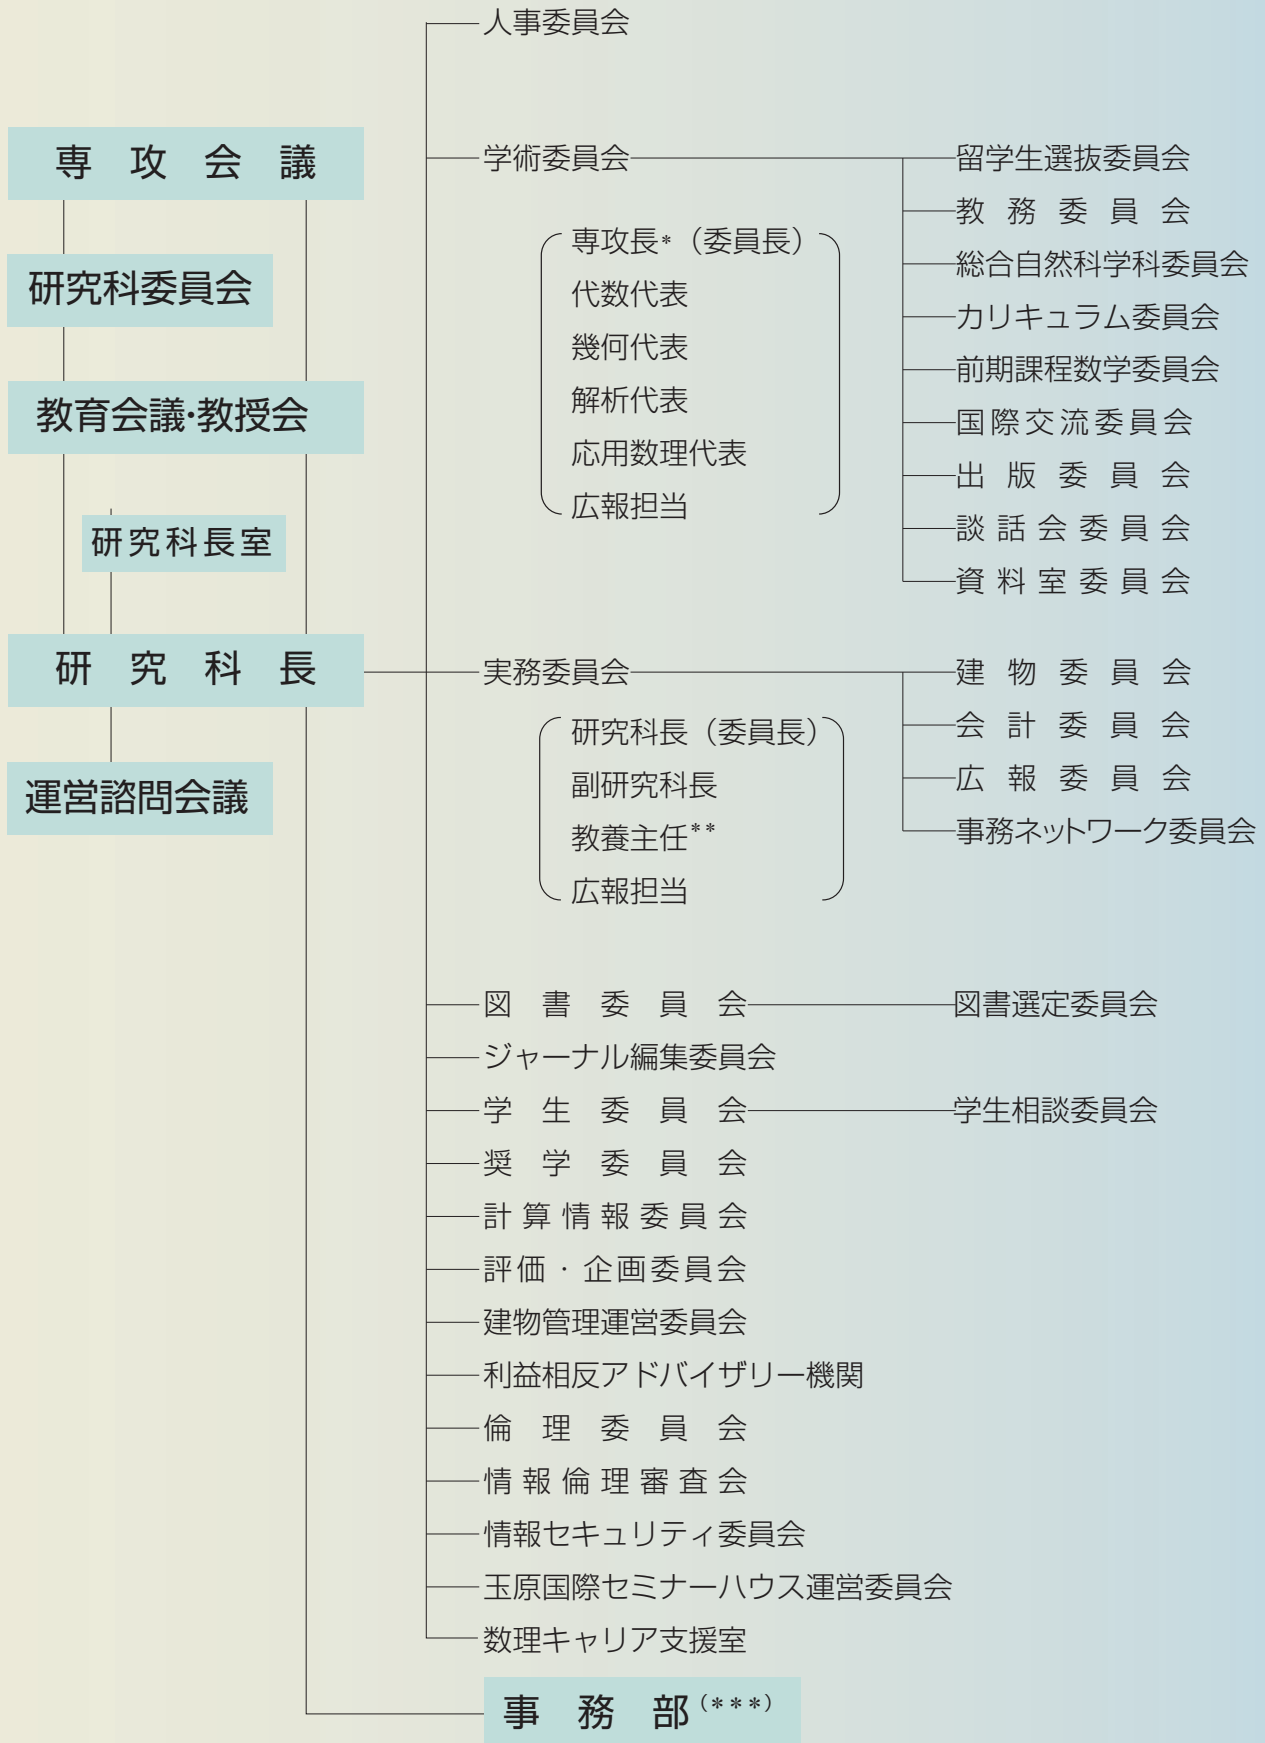 専攻会議
研究科委員会
教育会議・教授会
研究科長室
研究科長
運営諮問会議
人事委員会
学術委員会
専攻長*（委員長）
代数代表
幾何代表
解析代表
応用数理代表
広報担当
留学生選抜委員会
教務委員会
総合自然科学科委員会
カリキュラム委員会
前期課程数学委員会
国際交流委員会
出版委員会
談話会委員会
資料室委員会
実務委員会
研究科長（委員長）
副研究科長
教養主任**
広報担当
建物委員会
会計委員会
広報委員会
事務ネットワーク委員会
図書委員会
図書選定委員会
ジャーナル編集委員会
学生委員会
学生相談委員会
奨学委員会
計算情報委員会
評価・企画委員会
建物管理運営委員会
利益相反アドバイザリー機関
倫理委員会
情報倫理審査会
情報セキュリティ委員会
玉原国際セミナーハウス運営委員会
数理キャリア支援室
事務部(***)